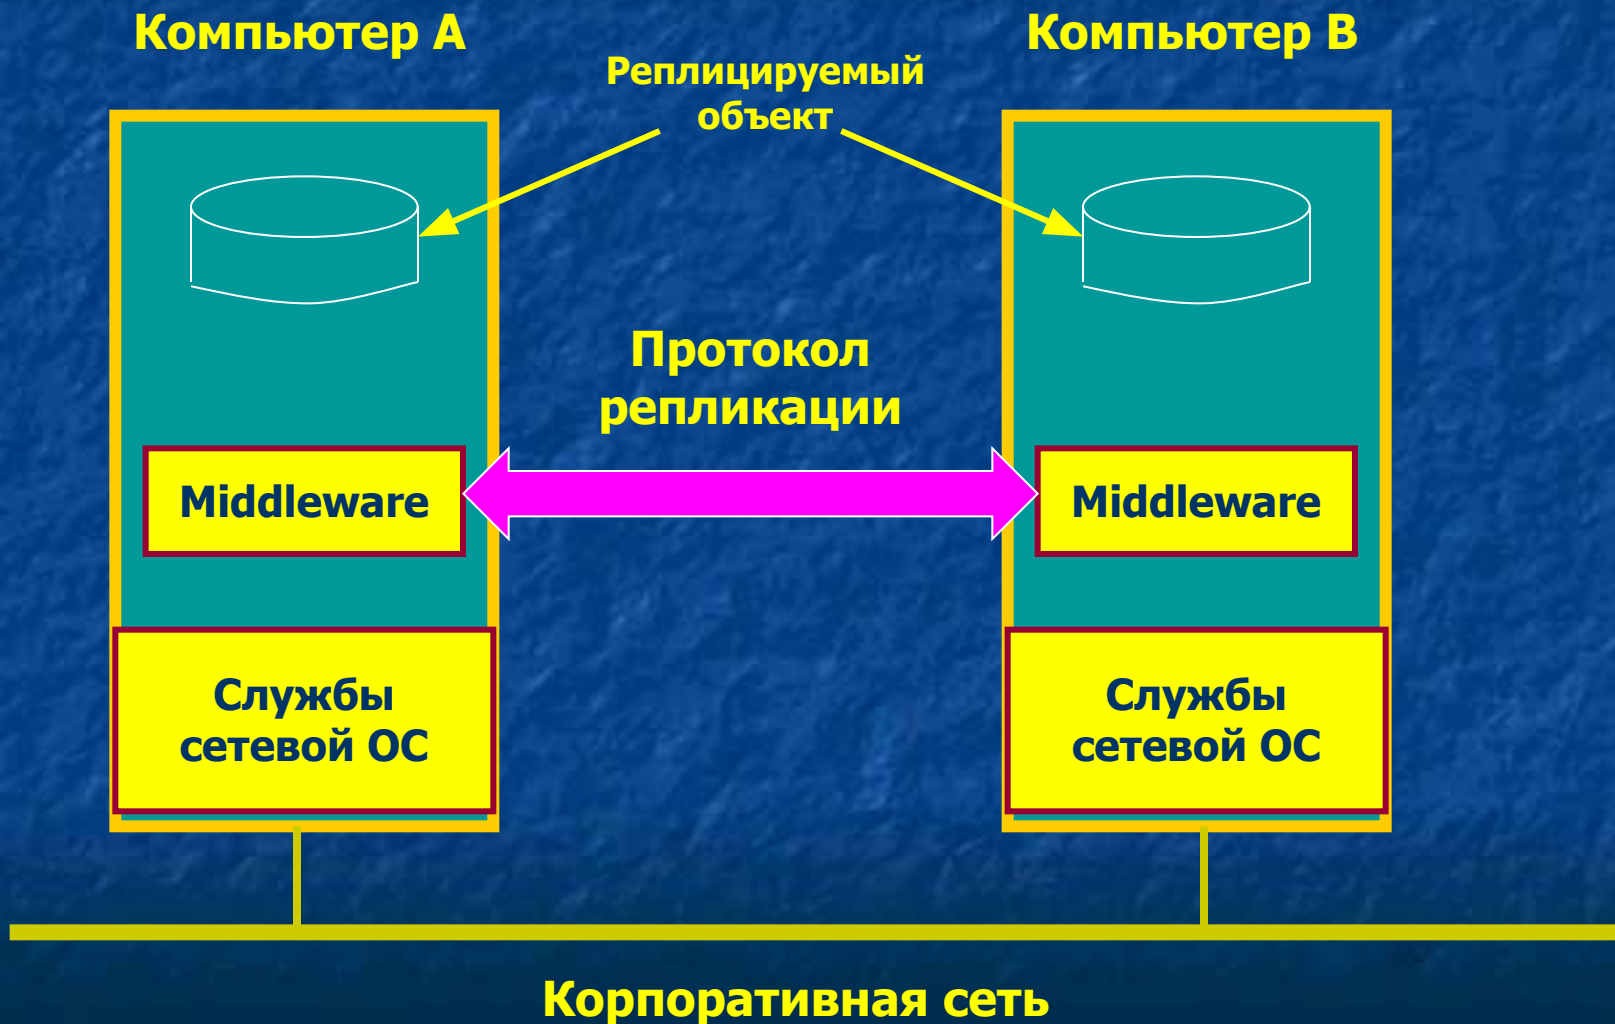 Компьютер А
Компьютер В
Реплицируемый
объект
Протокол
репликации
Middleware
Middleware
Службы
сетевой ОС
Службы
сетевой ОС
Корпоративная сеть